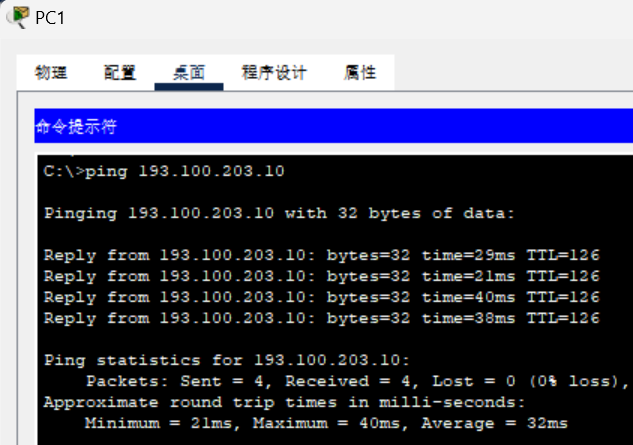 PC1
物理 配置 桌面 程序设计 属性
命令提示符
C:\>ping 193.100.203.10
Pinging 193.100.203.10 with 32 bytes of data:
Reply from 193.100.203.10: bytes=32 time=29ms TTL=126
Reply from 193.100.203.10: bytes=32 time=21ms TTL=126
Reply from 193.100.203.10: bytes=32 time=40ms TTL=126
Reply from 193.100.203.10: bytes=32 time=38ms TTL=126
Ping statistics for 193.100.203.10:
Packets: Sent = 4, Received = 4, Lost = 0 (0% loss),
Approximate round trip times in milli-seconds:
Minimum = 21ms, Maximum = 40ms, Average = 32ms